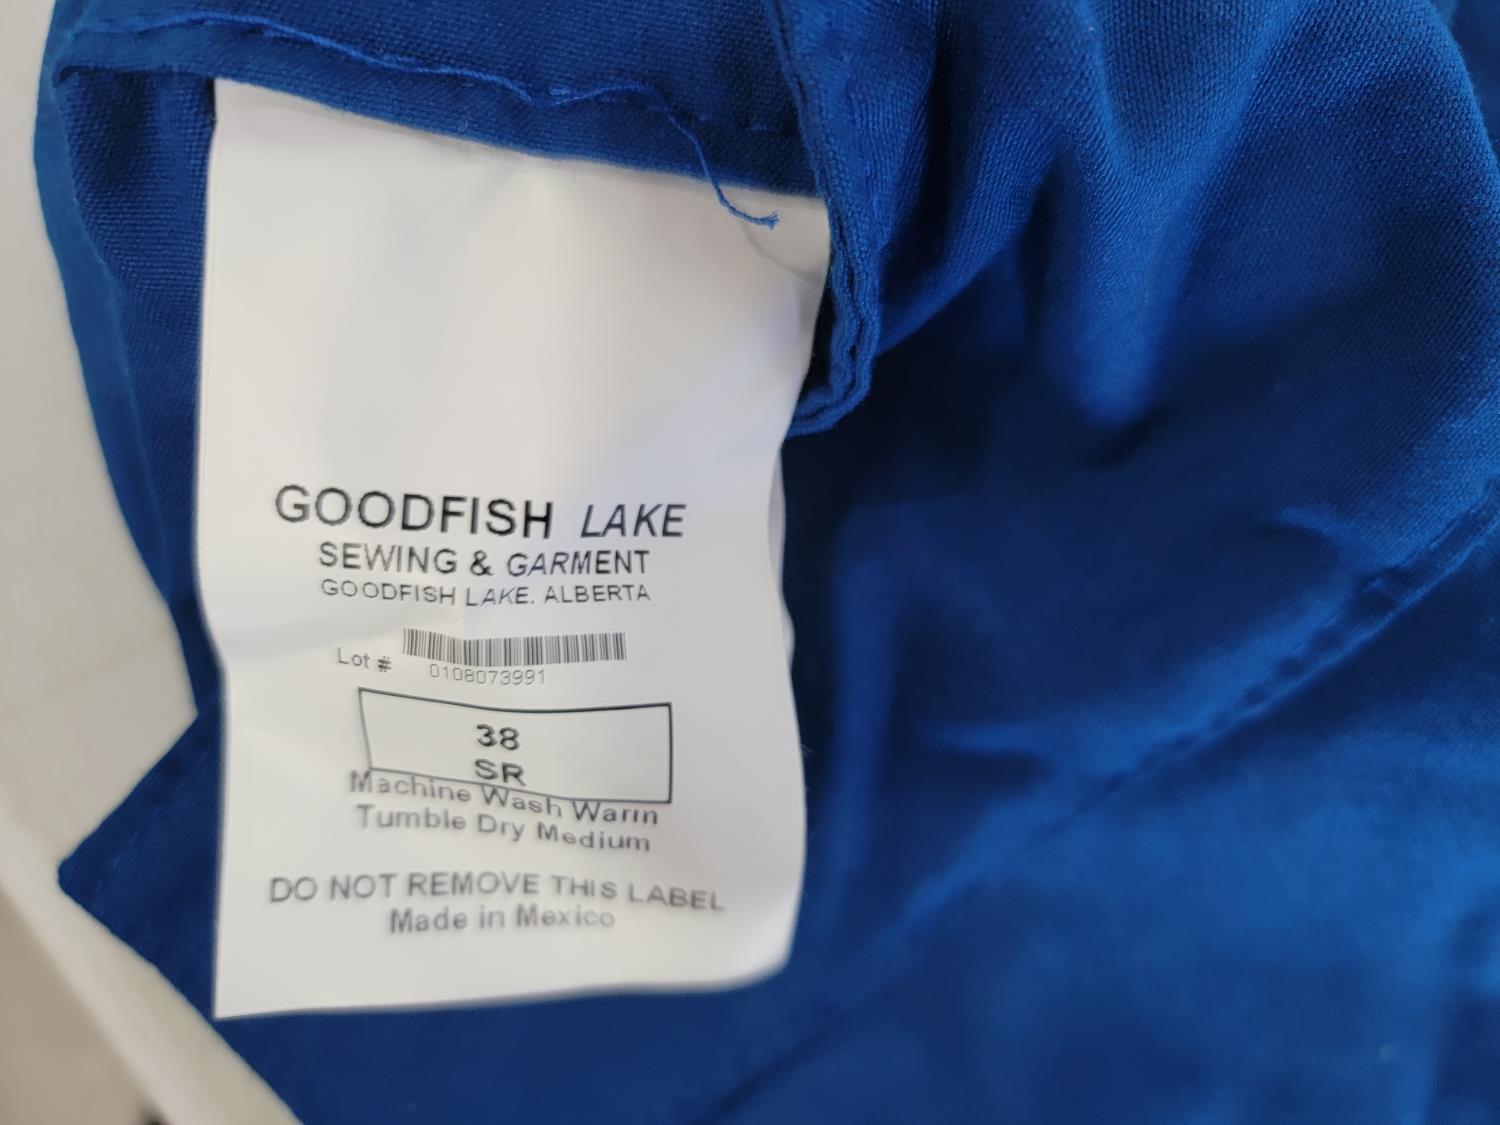 GOODFISH LAKE
SEWING & GARMENT
GOODFISH LAKE. ALBERTA
Lot #
0108073991
38
SR
Machine Wash Warm
Tumble Dry Medium
DO NOT REMOVE THIS LABEL
Made in Mexico